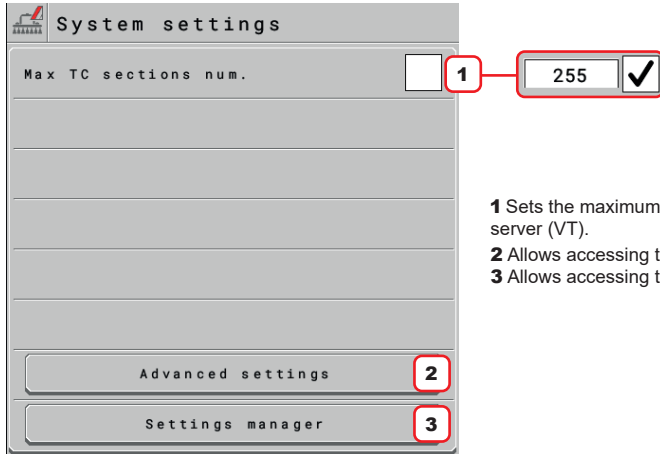 System settings
Max TC sections num.
1
255
1 Sets the maximum
server (VT).
2 Allows accessing t
3 Allows accessing t
Advanced settings
2
Settings manager
3